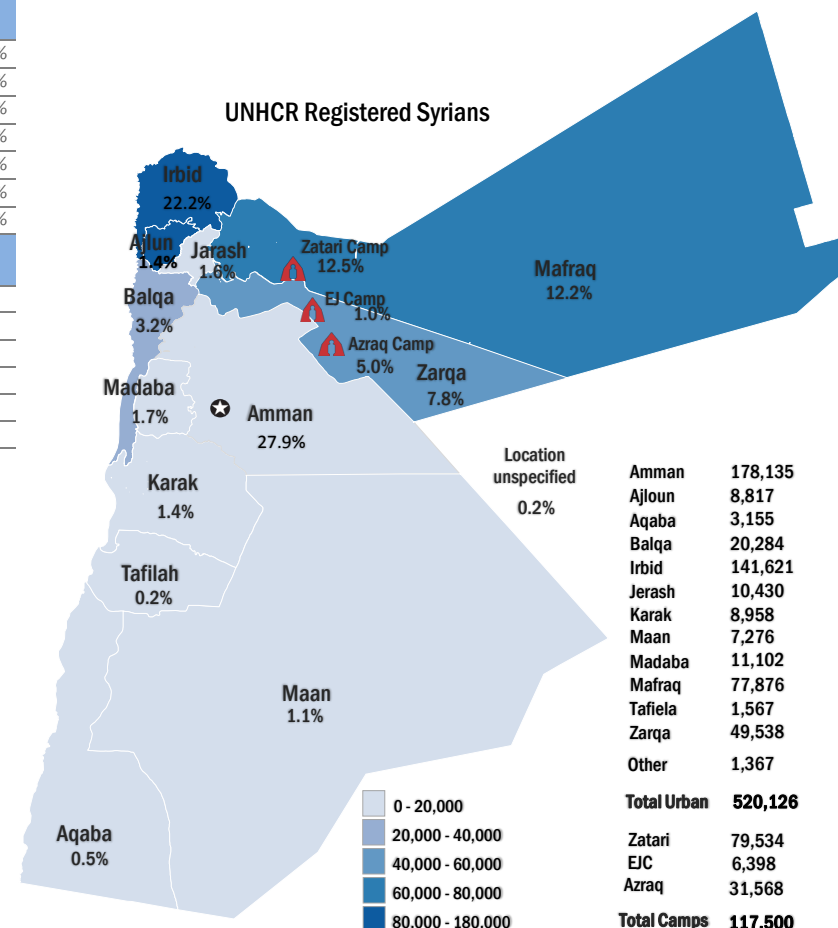 %
%
%
%
%
%
%
UNHCR Registered Syrians
Irbid
22.2%
Ajlun
1.4%
Jarash
1.6%
Zatari Camp
12.5%
Mafraq
12.2%
Balqa
3.2%
EJ Camp
1.0%
Azraq Camp
5.0%
Zarqa
7.8%
Madaba
1.7%
Amman
27.9%
Karak
1.4%
Location
unspecified
0.2%
Tafilah
0.2%
Maan
1.1%
Aqaba
0.5%
0 - 20,000
20,000 - 40,000
40,000 - 60,000
60,000 - 80,000
80,000 - 180,000
Amman 178,135
Ajloun 8,817
Aqaba 3,155
Balqa 20,284
Irbid 141,621
Jerash 10,430
Karak 8,958
Maan 7,276
Madaba 11,102
Mafraq 77,876
Tafiela 1,567
Zarqa 49,538
Other 1,367
Total Urban 520,126
Zatari 79,534
EJC 6,398
Azraq 31,568
Total Camps 117,500